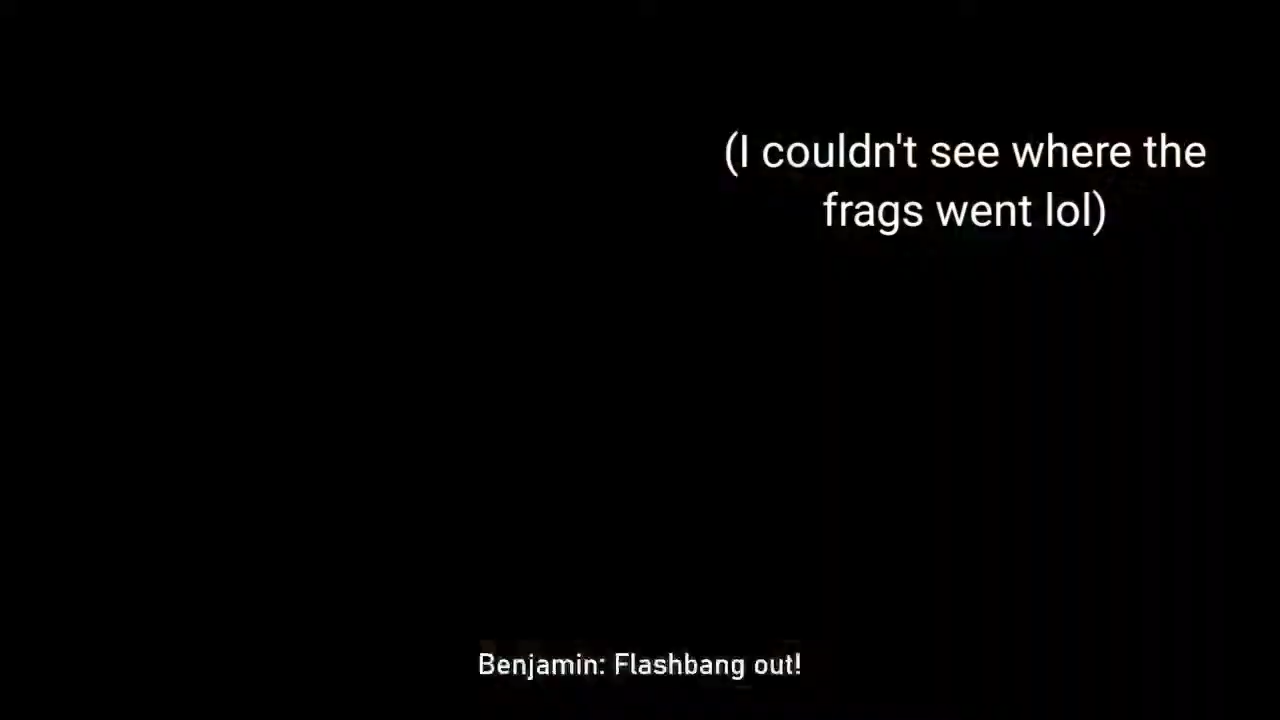 (I couldn't see where the
frags went lol)
Benjamin: Flashbang out!